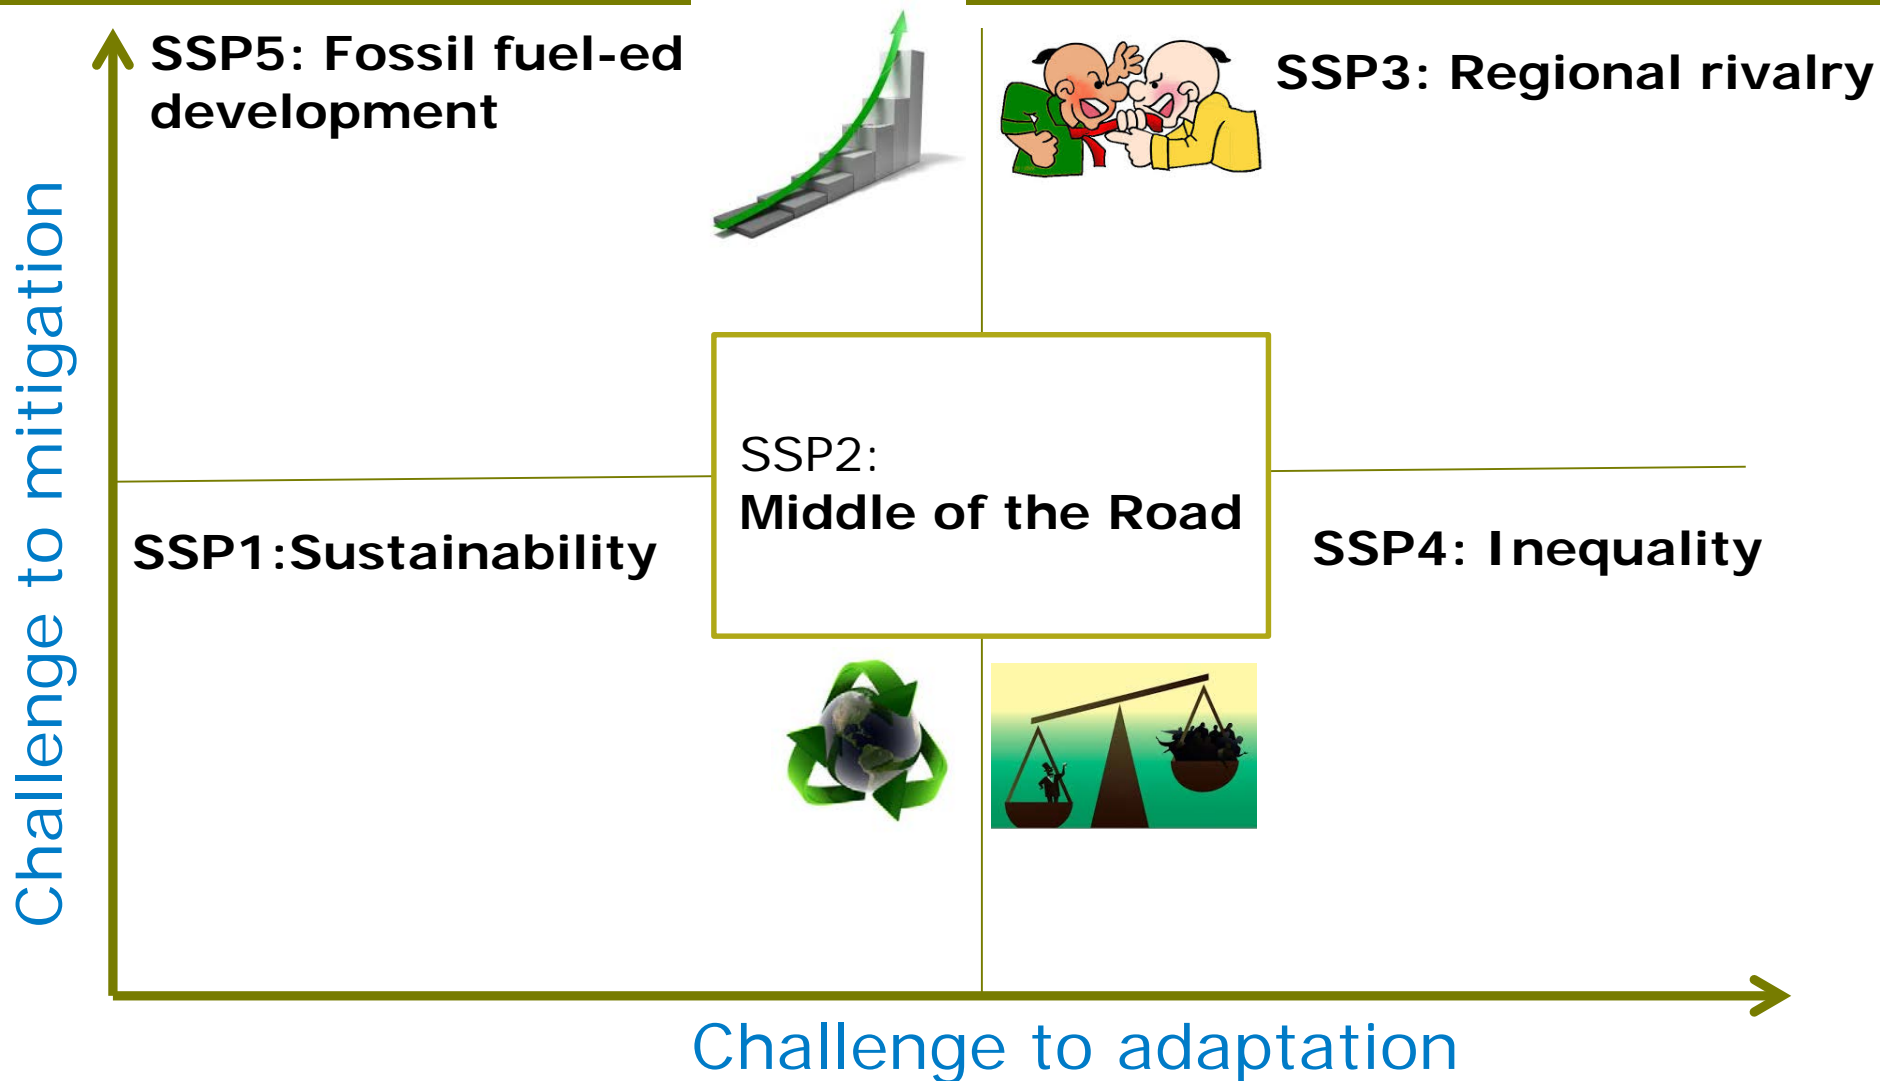 SSP5: Fossil fuel-ed
development
SSP3: Regional rivalry
Challenge to mitigation
SSP2:
Middle of the Road
SSP1:Sustainability
SSP4: Inequality
Challenge to adaptation